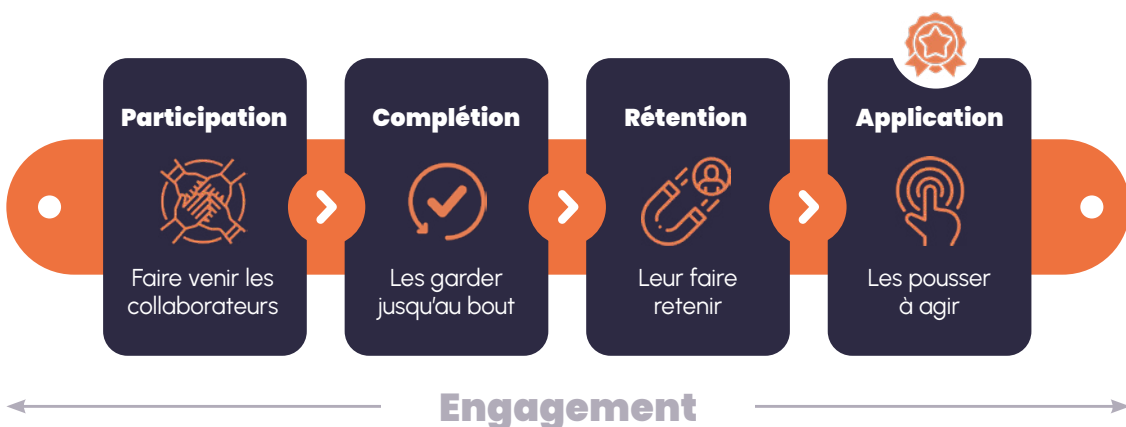 Participation
Faire venir les
collaborateurs
Complétion
Les garder
jusqu'au bout
Rétention
Leur faire
retenir
Application
Les pousser
à agir
Engagement